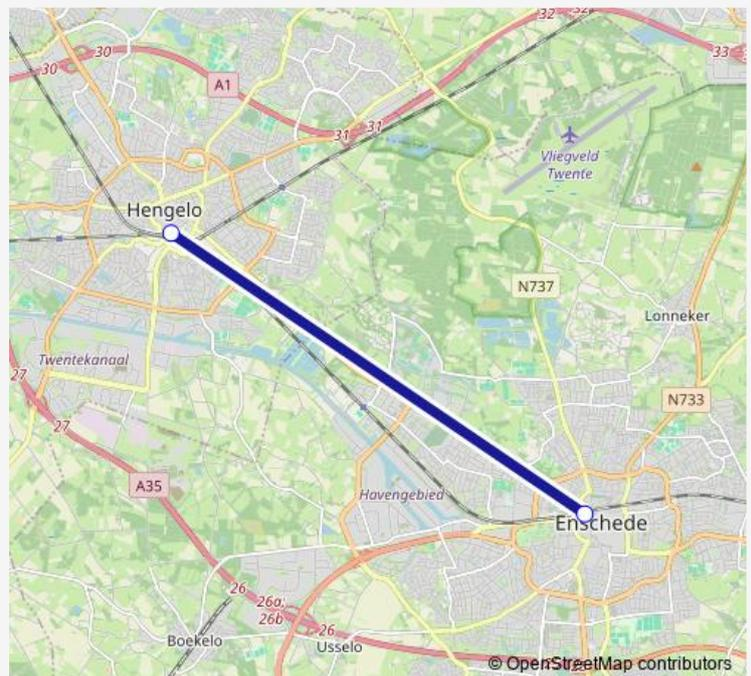 32
32
30
30
33
A1
31
31
Vliegveld
Twente
Hengelo
N737
Lonneker
Twentekanaal
27
N733
27
A35
Havengebied
Enschede
26
26a;
26b
26
Boekelo
Usselo
© OpenStreetMap contributors